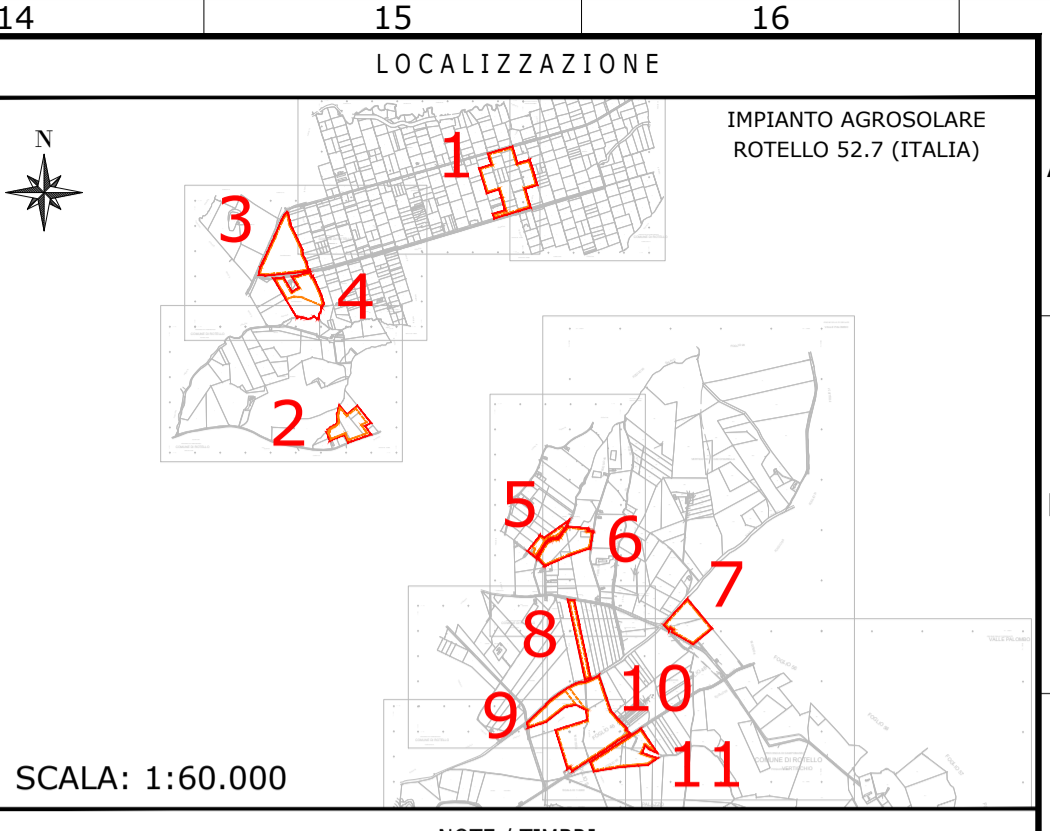 14 15 16
LOCALIZZAZIONE
IMPIANTO AGROSOLARE
ROTELLO 52.7 (ITALIA)
N
1
3
4
2
5
6
7
8
10
9
11
COMUNE DI ROTELLO
SCALA: 1:60.000
NOTE / TIMBRI